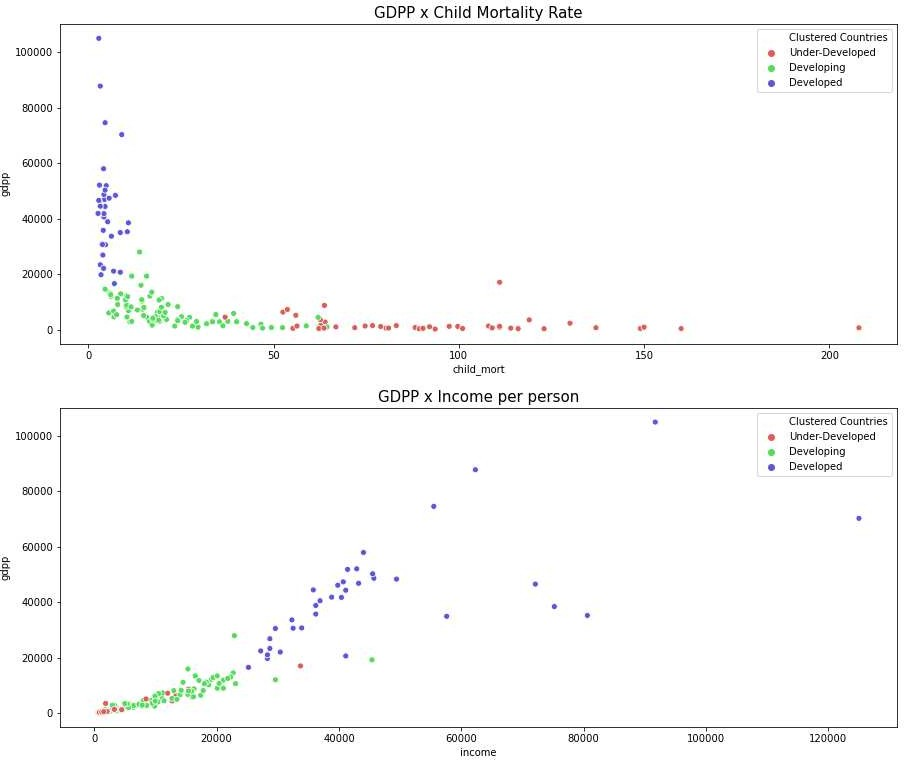 GDPP x Child Mortality Rate
100000
80000
60000
40000
20000
0
gdpp
Clustered Countries
Under-Developed
Developing
Developed
0
50
100
150
200
child_mort
GDPP x Income per person
100000
80000
60000
40000
20000
0
gdpp
Clustered Countries
Under-Developed
Developing
Developed
0
20000
40000
60000
80000
100000
120000
income